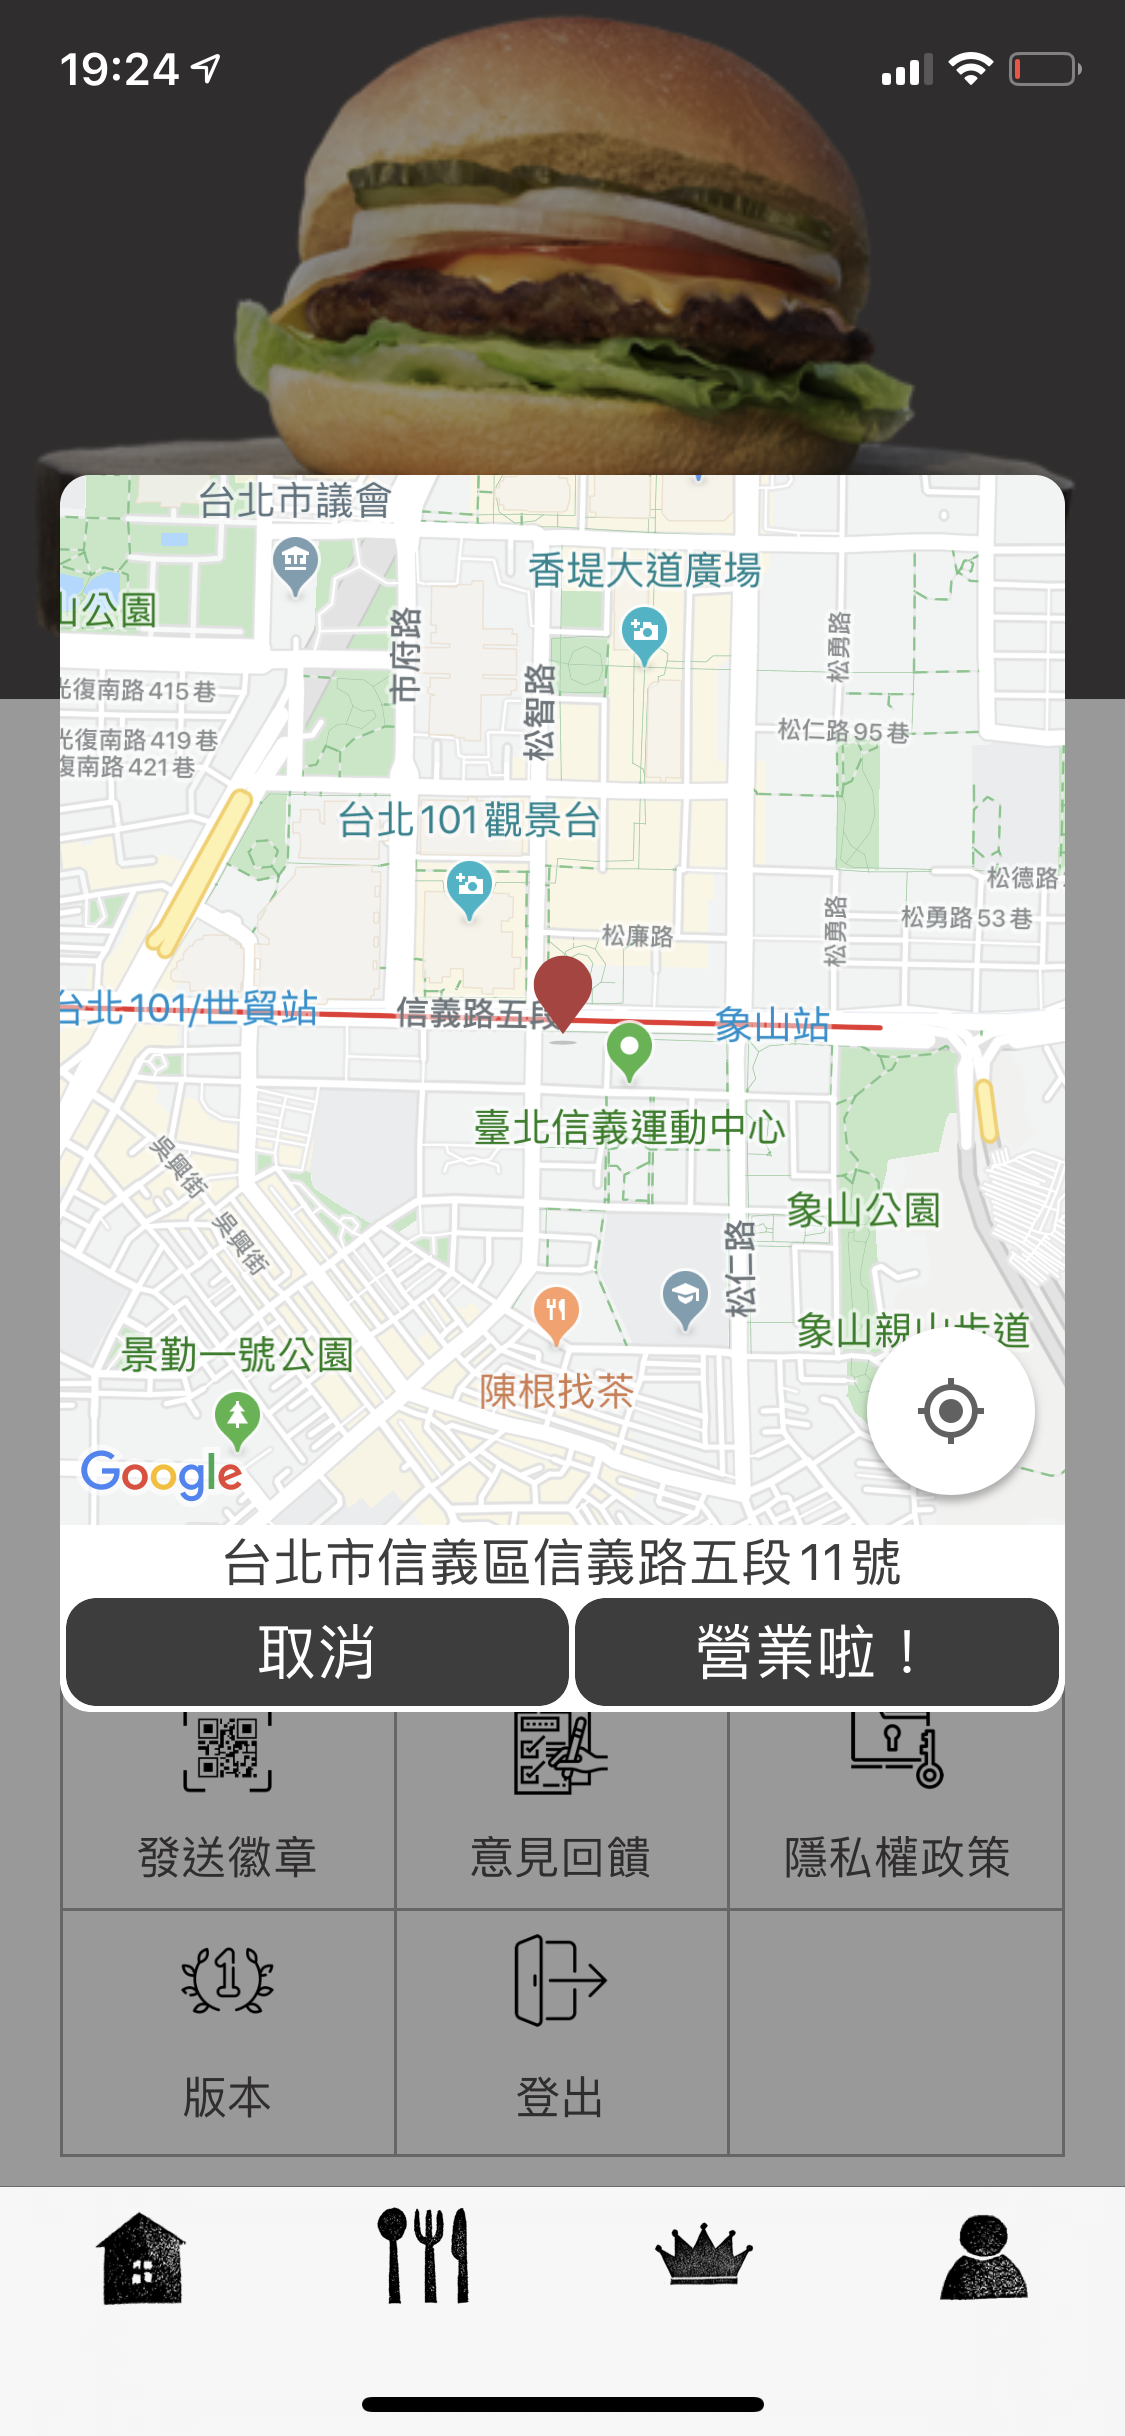 19:24
台北市議會
香堤大道廣場
山公園
市府路
松勇路
松智路
光復南路415巷
松仁路95巷
光復南路419巷
復南路421巷
台北101觀景台
松德路
松勇路
松勇路53巷
松廉路
台北101/世貿站
信義路五段
象山站
臺北信義運動中心
吳興街
吳興街
象山公園
松仁路
象山親山步道
景勤一號公園
陳根找茶
Google
台北市信義區信義路五段11號
取消
營業啦！
發送徽章
意見回饋
隱私權政策
1
版本
登出